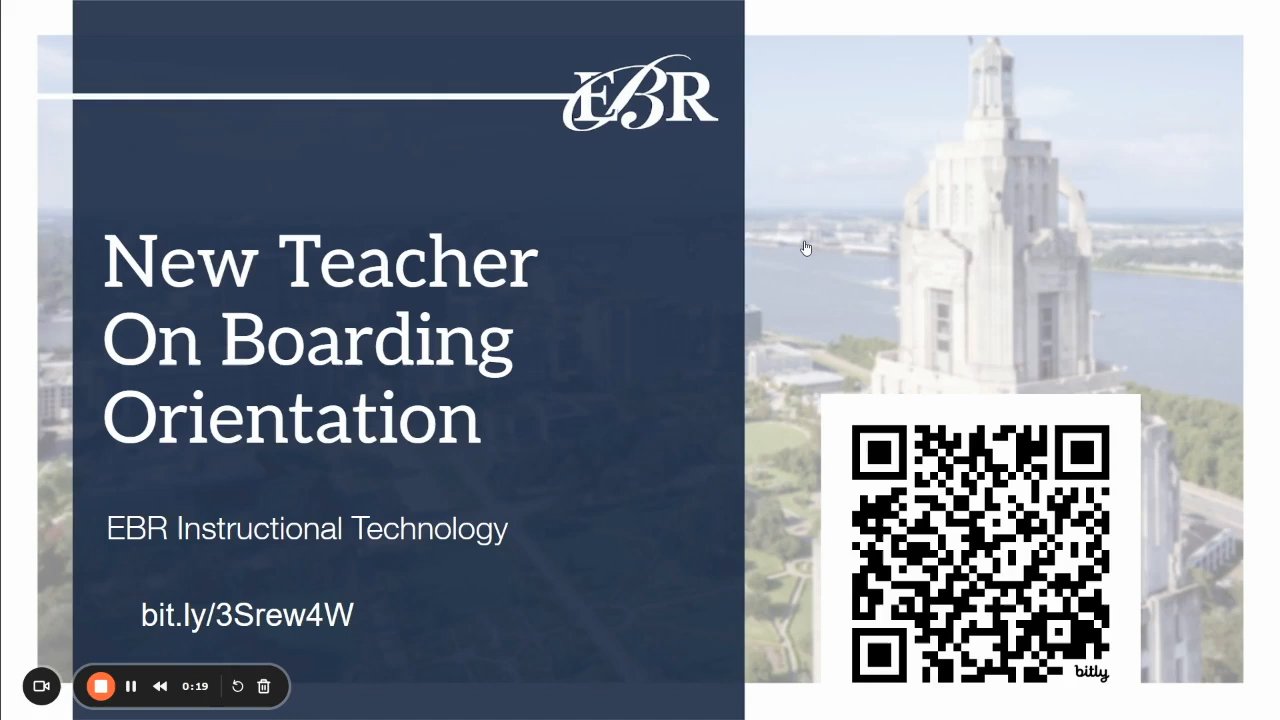 EBR
New Teacher
On Boarding
Orientation
EBR Instructional Technology
bit.ly/3Srew4W
bitly
0:19